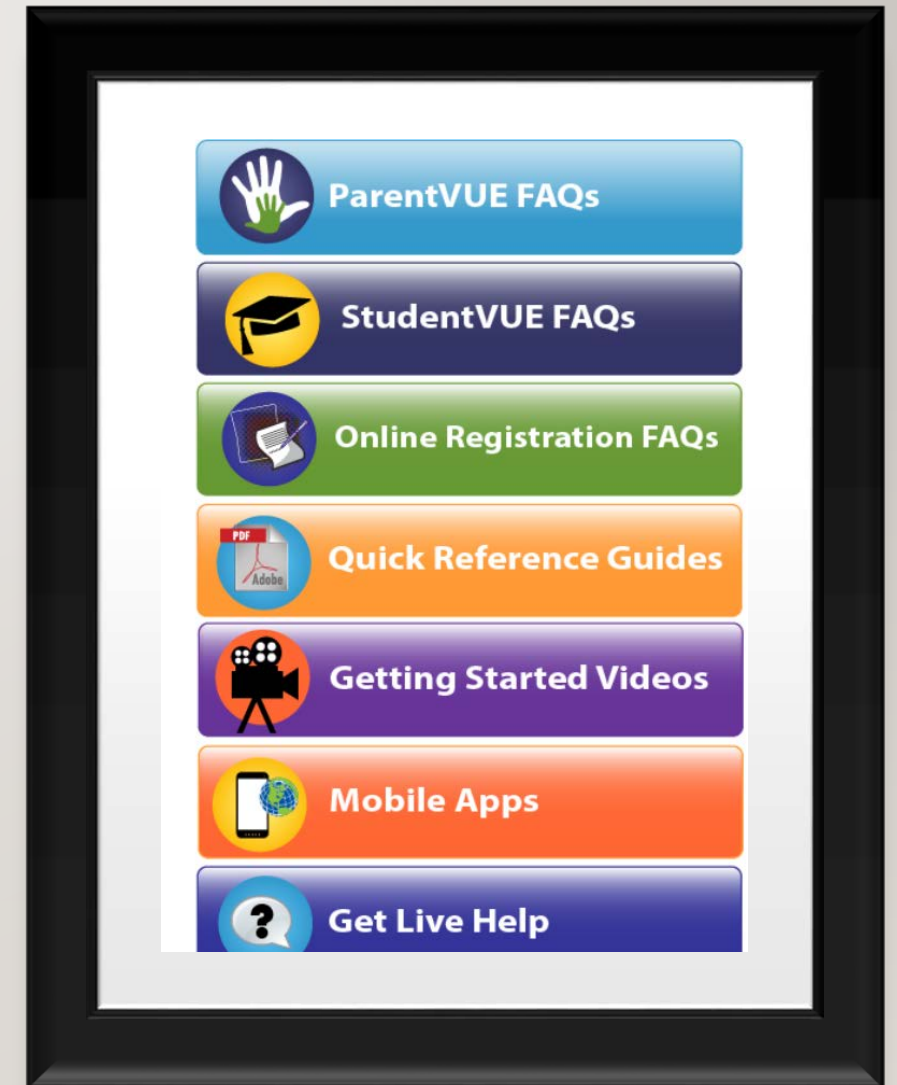 ParentVUE FAQs
StudentVUE FAQs
Online Registration FAQs
PDF
Adobe
Quick Reference Guides
Getting Started Videos
Mobile Apps
?
Get Live Help